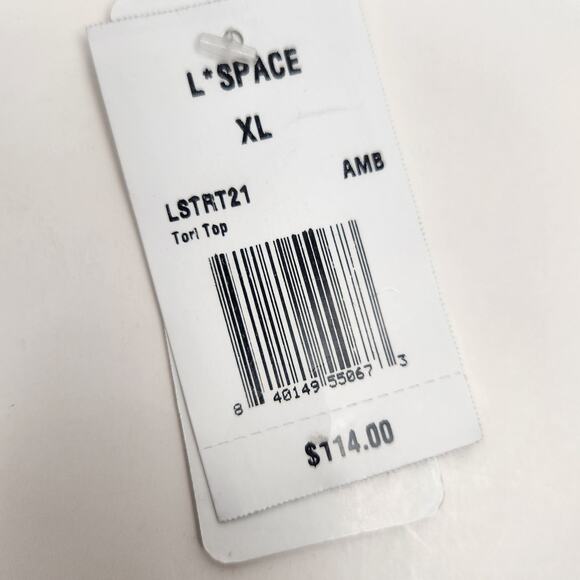 L*SPACE
XL
LSTRT21 AMB
Tori Top
8 40149 55067 3
$114.00